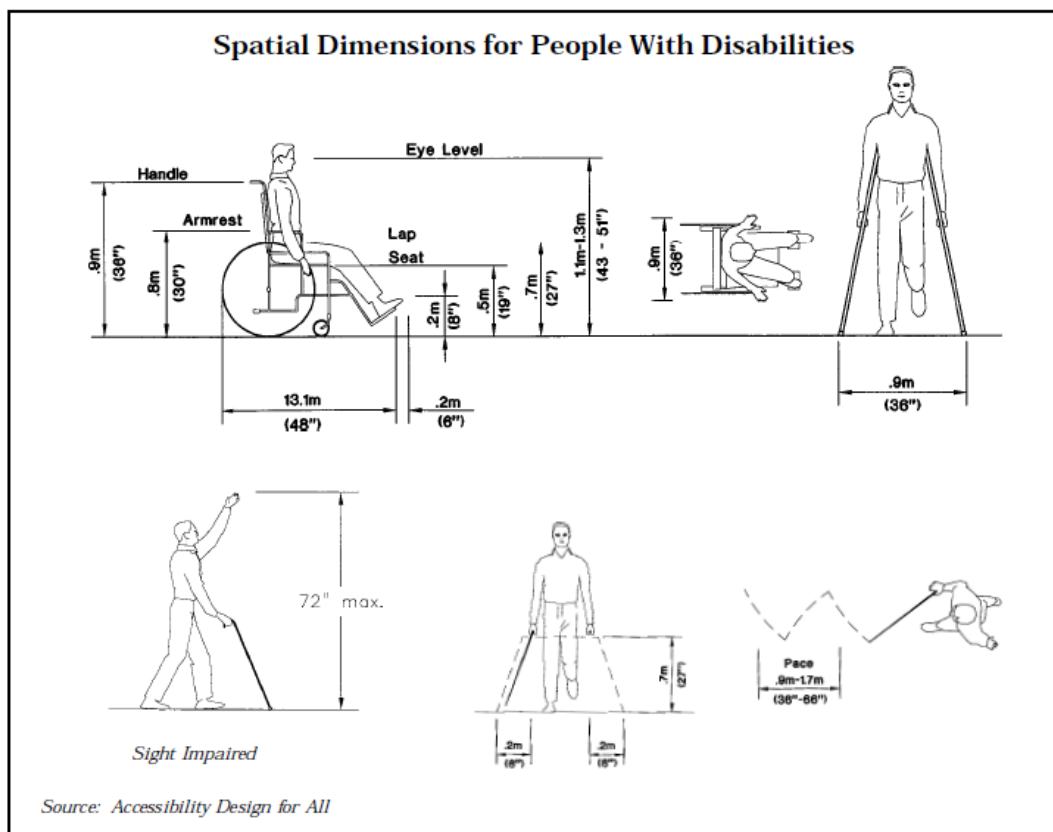 Spatial Dimensions for People With Disabilities
Eye Level
Handle
Armrest
Lap
Seat
.9m
(36")
.8m
(30")
.2m
(8")
.5m
(19")
.7m
(27")
1.1m-1.3m
(43 - 51")
.9m
(36")
13.1m
(48")
.2m
(6")
.9m
(36")
72" max.
.7m
(27")
.2m
(6")
.2m
(6")
Pace
.9m-1.7m
(36"-66")
Sight Impaired
Source: Accessibility Design for All